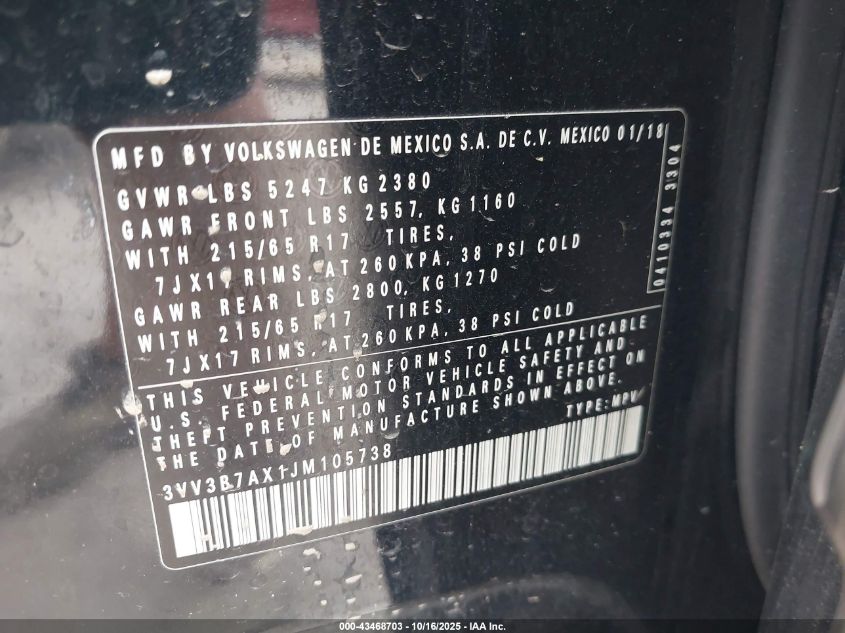 MFD BY VOLKSWAGEN DE MEXICO S.A. DE C.V. MEXICO 01/18
GVWR LBS 5247 KG 2380
GAWR FRONT LBS 2557, KG 1160
WITH 215/65 R17 TIRES,
7JX17 RIMS, AT 260 KPA, 38 PSI COLD
GAWR REAR LBS 2800, KG 1270
WITH 215/65 R17 TIRES,
7JX17 RIMS, AT 260 KPA, 38 PSI COLD
0410334 3304
THIS VEHICLE CONFORMS TO ALL APPLICABLE
U.S. FEDERAL MOTOR VEHICLE SAFETY AND
THEFT PREVENTION STANDARDS IN EFFECT ON
THE DATE OF MANUFACTURE SHOWN ABOVE.
TYPE: MPV
3VV3B7AX1JM105738
000-43468703 - 10/16/2025 - IAA Inc.